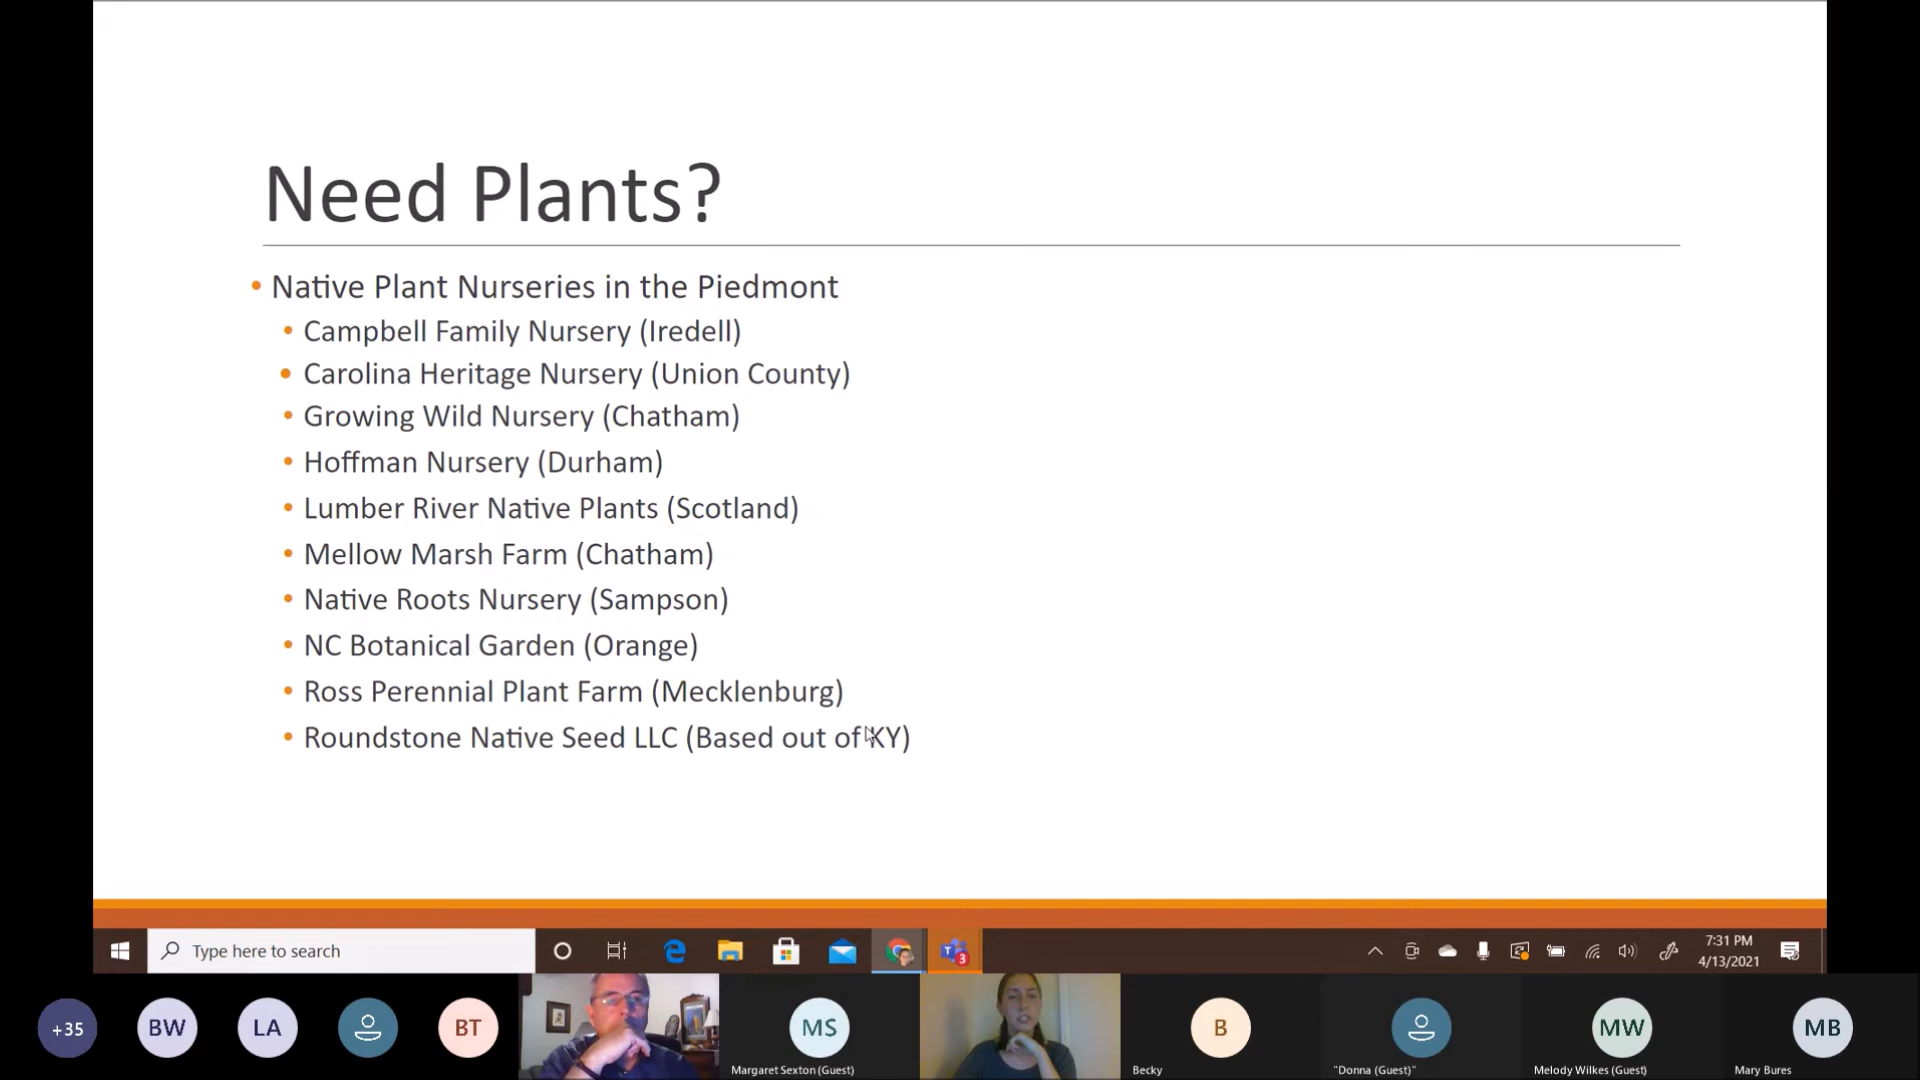 Need Plants?
• Native Plant Nurseries in the Piedmont
• Campbell Family Nursery (Iredell)
• Carolina Heritage Nursery (Union County)
• Growing Wild Nursery (Chatham)
• Hoffman Nursery (Durham)
• Lumber River Native Plants (Scotland)
• Mellow Marsh Farm (Chatham)
• Native Roots Nursery (Sampson)
• NC Botanical Garden (Orange)
• Ross Perennial Plant Farm (Mecklenburg)
• Roundstone Native Seed LLC (Based out of KY)
Type here to search
T
3
7:31 PM
4/13/2021
+35
BW
LA
BT
MS
Margaret Sexton (Guest)
B
Becky
"Donna (Guest)"
MW
Melody Wilkes (Guest)
MB
Mary Bures